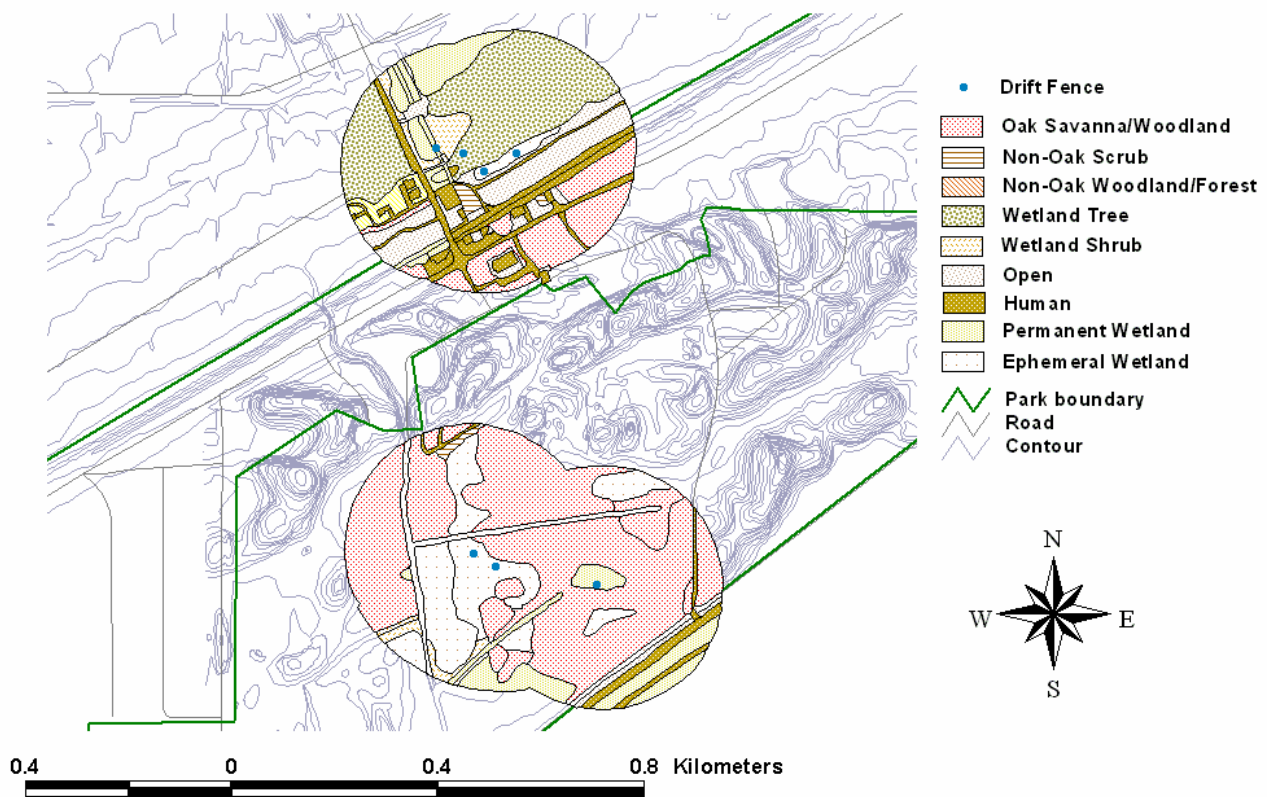 Drift Fence
Oak Savanna/Woodland
Non-Oak Scrub
Non-Oak Woodland/Forest
Wetland Tree
Wetland Shrub
Open
Human
Permanent Wetland
Ephemeral Wetland
Park boundary
Road
Contour
N
W E
S
0.4 0 0.4 0.8 Kilometers